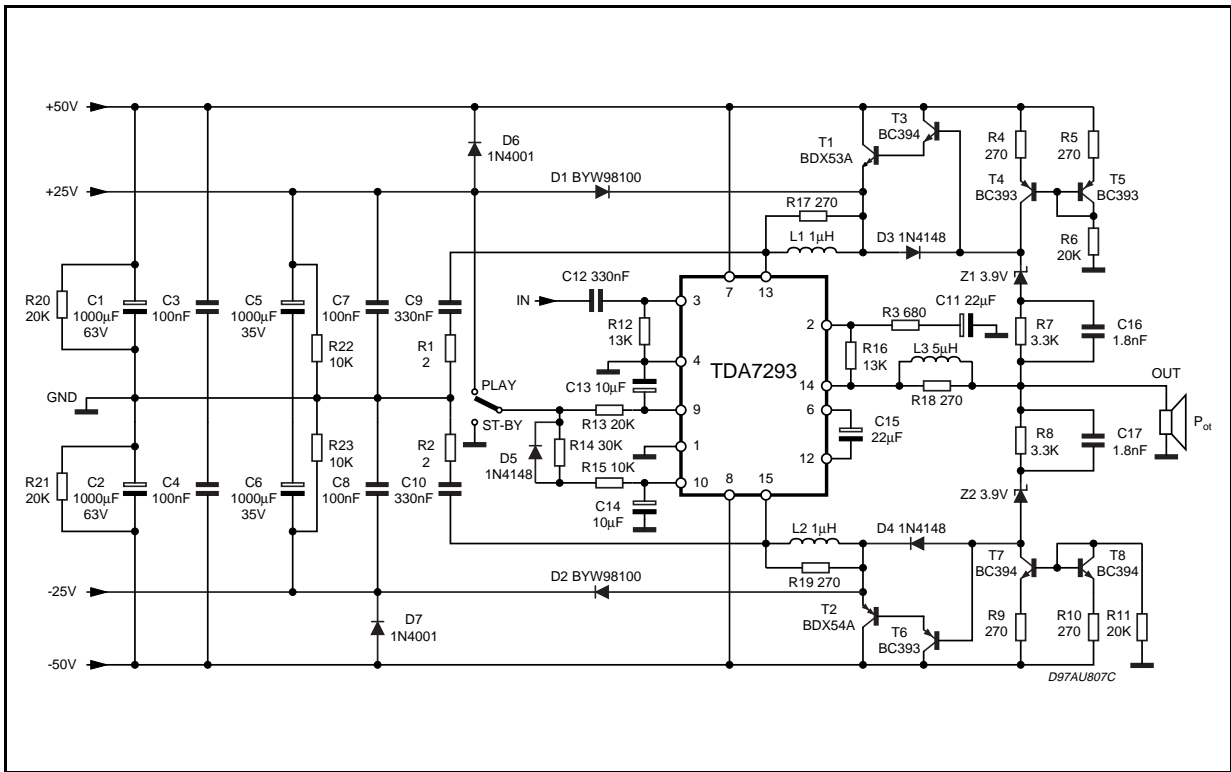 +50V
+25V
GND
-25V
-50V
R20
20K
C1
1000µF
63V
C3
100nF
C5
1000µF
35V
R22
10K
C7
100nF
C9
330nF
R1
2
R21
20K
C2
1000µF
63V
C4
100nF
C6
1000µF
35V
R23
10K
C8
100nF
C10
330nF
R2
2
D6
1N4001
D1 BYW98100
D7
1N4001
D2 BYW98100
PLAY
ST-BY
IN
C12 330nF
R12
13K
C13 10µF
R13 20K
R14 30K
D5
1N4148
R15 10K
C14
10µF
TDA7293
3
4
9
1
10
7
13
2
14
6
12
8
15
R17 270
L1 1µH
D3 1N4148
T1
BDX53A
T3
BC394
R4
270
R5
270
T4
BC393
T5
BC393
R6
20K
Z1 3.9V
R3 680
C11 22µF
R16
13K
L3 5µH
R18 270
C15
22µF
R7
3.3K
C16
1.8nF
OUT
Pot
R8
3.3K
C17
1.8nF
Z2 3.9V
L2 1µH
D4 1N4148
R19 270
T2
BDX54A
T6
BC393
T7
BC394
T8
BC394
R9
270
R10
270
R11
20K
D97AU807C